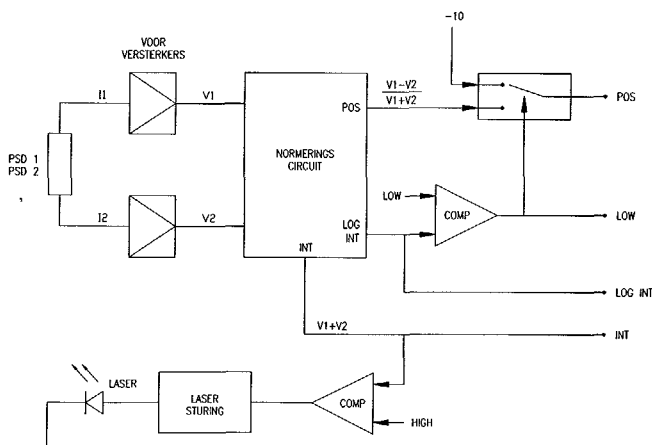 -10
VOOR
VERSTERKERS
I1
V1
V1-V2
V1+V2
POS
POS
PSD 1
PSD 2
NORMERINGS
CIRCUIT
LOW
COMP
I2
V2
LOG
INT
LOW
INT
LOG INT
V1+V2
INT
LASER
LASER
STURING
COMP
HIGH